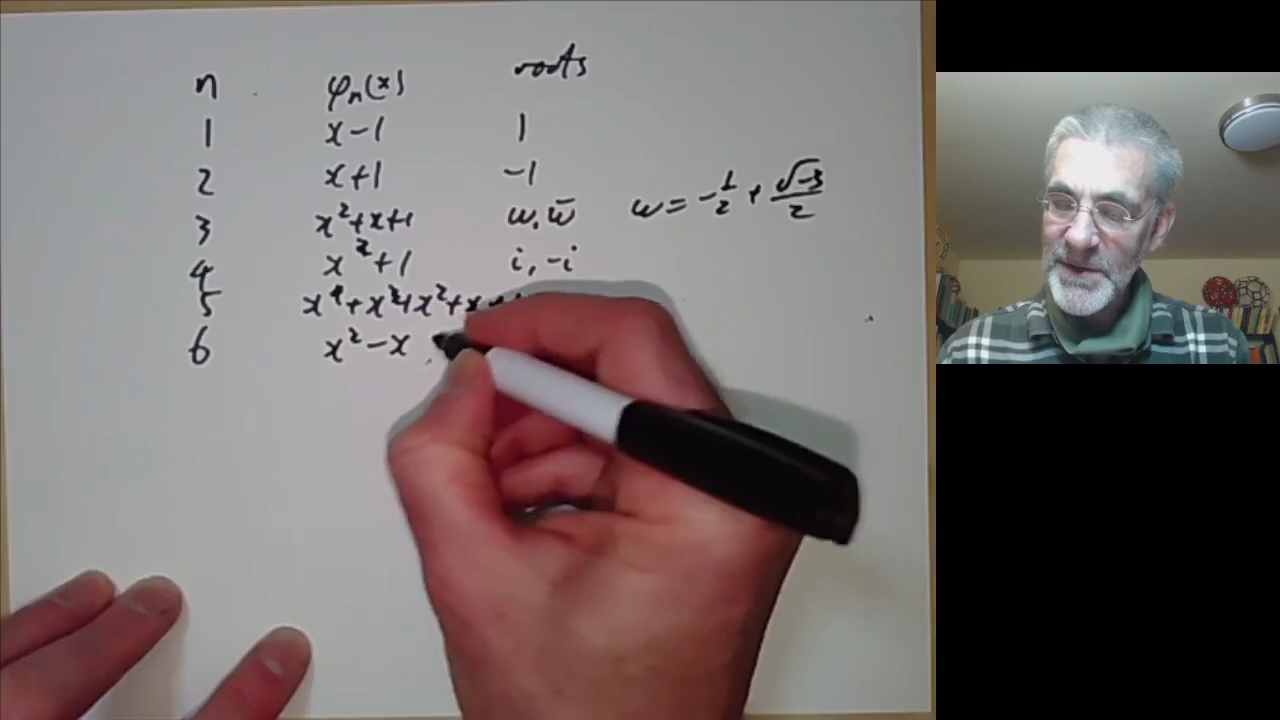 n φₙ(x) roots
1 x-1 1
2 x+1 -1
3 x²+x+1 ω, ω̄ ω = -1/2 + √-3/2
4 x²+1 i, -i
5 x⁴+x³+x²+x+
6 x²-x